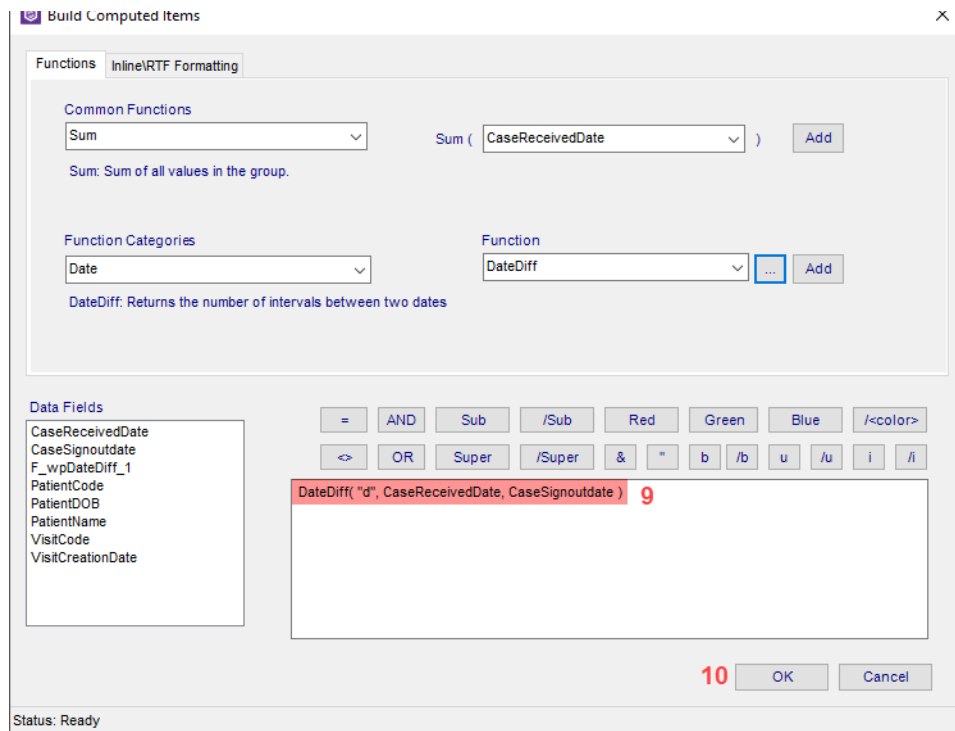 Build Computed Items
Functions Inline\RTF Formatting
Common Functions
Sum Sum ( CaseReceivedDate ) Add
Sum: Sum of all values in the group.
Function Categories Function
Date DateDiff ... Add
DateDiff: Returns the number of intervals between two dates
Data Fields
= AND Sub /Sub Red Green Blue /<color>
<> OR Super /Super & " b /b u /u i /i
CaseReceivedDate
CaseSignoutdate
F_wpDateDiff_1
PatientCode
PatientDOB
PatientName
VisitCode
VisitCreationDate
DateDiff( "d", CaseReceivedDate, CaseSignoutdate ) 9
10 OK Cancel
Status: Ready